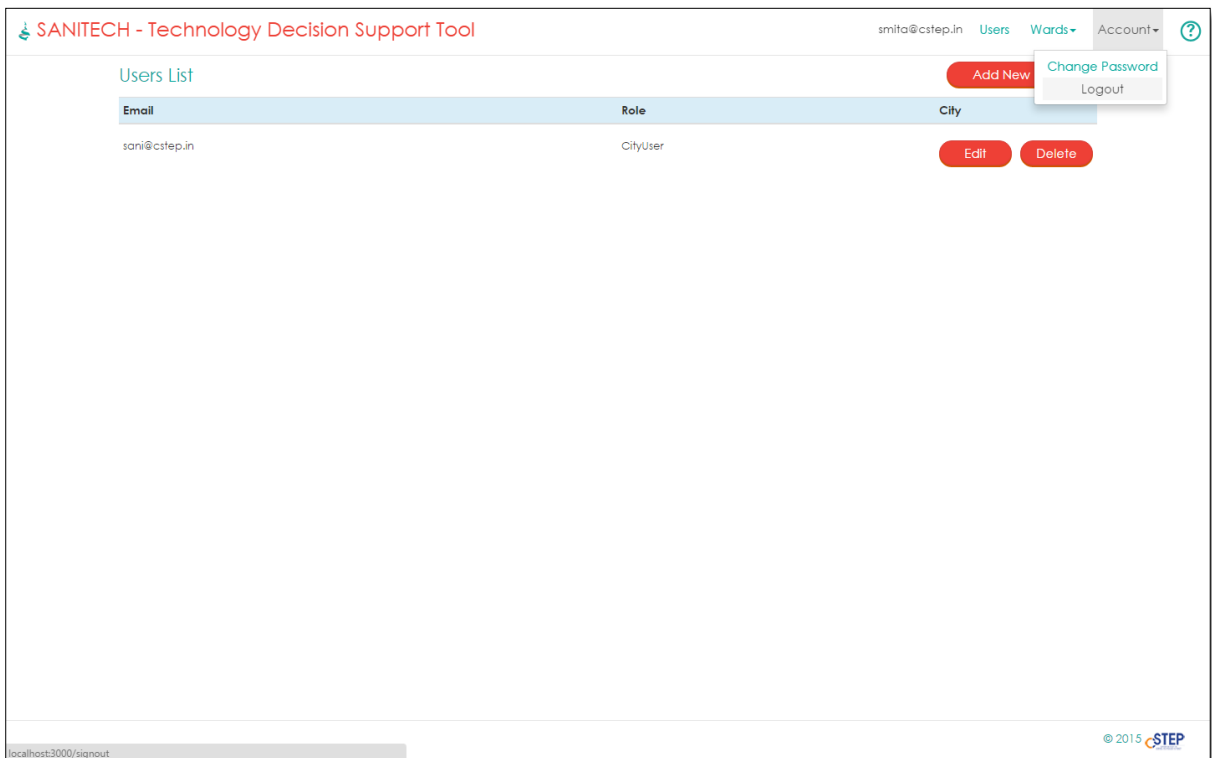 SANITECH - Technology Decision Support Tool
smita@cstep.in Users Wards Account ?
Change Password
Logout
Users List
Add New
Email Role City
sani@cstep.in CityUser Edit Delete
© 2015 CSTEP
localhost:3000/signout